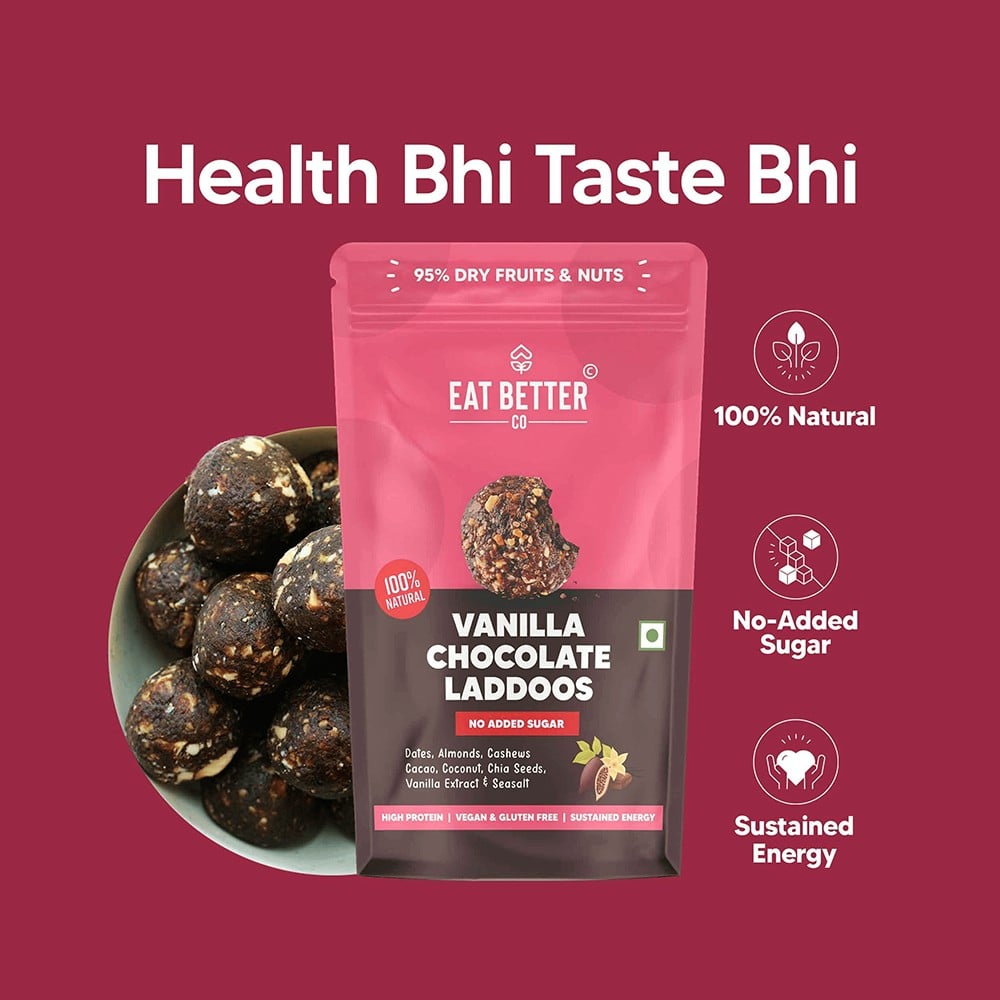 Health Bhi Taste Bhi
95% DRY FRUITS & NUTS
©
EAT BETTER
CO
100%
NATURAL
VANILLA
CHOCOLATE
LADDOOS
NO ADDED SUGAR
Dates, Almonds, Cashews
Cacao, Coconut, Chia Seeds,
Vanilla Extract & Seasalt
HIGH PROTEIN | VEGAN & GLUTEN FREE | SUSTAINED ENERGY
100% Natural
No-Added
Sugar
Sustained
Energy